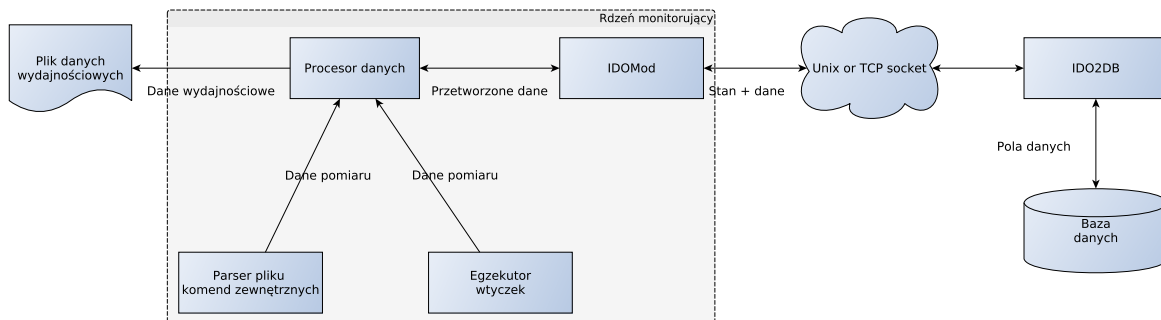 Rdzeń monitorujący
Plik danych
wydajnościowych
Procesor danych
IDOMod
Unix or TCP socket
IDO2DB
Dane wydajnościowe
Przetworzone dane
Stan + dane
Pola danych
Dane pomiaru
Dane pomiaru
Baza
danych
Parser pliku
komend zewnętrznych
Egzekutor
wtyczek